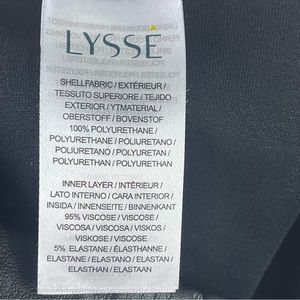 LYSSÉ
SHELLFABRIC / EXTÉRIEUR /
TESSUTO SUPERIORE / TEJIDO
EXTERIOR / YTMATERIAL /
OBERSTOFF / BOVENSTOF
100% POLYURETHANE /
POLYURETHANE / POLIURETANO /
POLIURETANO / POLYURETAN /
POLYURETHAN / POLYURETHAN
INNER LAYER / INTÉRIEUR /
LATO INTERNO / CARA INTERIOR /
INSIDA / INNENSEITE / BINNENKANT
95% VISCOSE / VISCOSE /
VISCOSA / VISCOSA / VISKOS /
VISKOSE / VISCOSE
5% ELASTANE / ÉLASTHANNE /
ELASTANE / ELASTANO / ELASTAN /
ELASTHAN / ELASTAAN